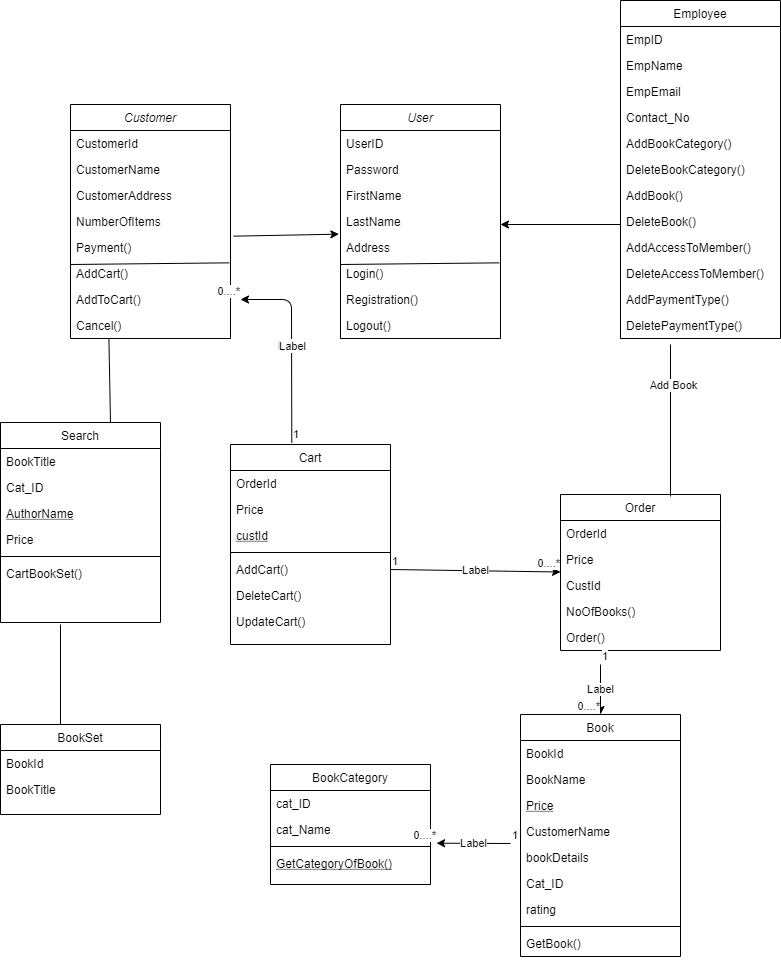 Employee
EmpID
EmpName
EmpEmail
Contact_No
AddBookCategory()
DeleteBookCategory()
AddBook()
DeleteBook()
AddAccessToMember()
DeleteAccessToMember()
AddPaymentType()
DeletePaymentType()
Customer
CustomerId
CustomerName
CustomerAddress
NumberOfItems
Payment()
AddCart()
AddToCart()
Cancel()
User
UserID
Password
FirstName
LastName
Address
Login()
Registration()
Logout()
0....*
Label
1
Add Book
Search
BookTitle
Cat_ID
AuthorName
Price
CartBookSet()
Cart
OrderId
Price
custId
AddCart()
DeleteCart()
UpdateCart()
1
Label
0....*
Order
OrderId
Price
CustId
NoOfBooks()
Order()
1
Label
0....*
BookSet
BookId
BookTitle
BookCategory
cat_ID
cat_Name
GetCategoryOfBook()
0....*
Label
1
Book
BookId
BookName
Price
CustomerName
bookDetails
Cat_ID
rating
GetBook()